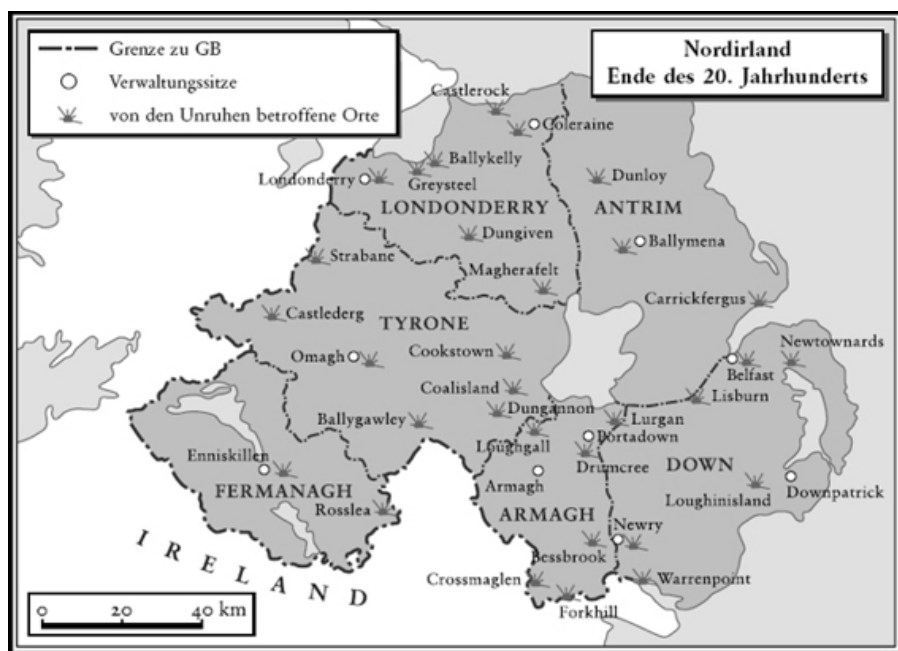 Grenze zu GB
Verwaltungssitze
von den Unruhen betroffene Orte
Nordirland
Ende des 20. Jahrhunderts
Castlerock
Coleraine
Ballykelly
Londonderry
Greysteel
Dunloy
LONDONDERRY
ANTRIM
Dungiven
Ballymena
Strabane
Magherafelt
Carrickfergus
Castlederg
TYRONE
Omagh
Cookstown
Newtownards
Belfast
Coalisland
Lisburn
Dungannon
Ballygawley
Lurgan
Loughgall
Portadown
Drumcree
Enniskillen
DOWN
FERMANAGH
Armagh
Loughinisland
Downpatrick
Rosslea
ARMAGH
Newry
Bessbrook
IRELAND
Crossmaglen
Warrenpoint
Forkhill
0 20 40 km